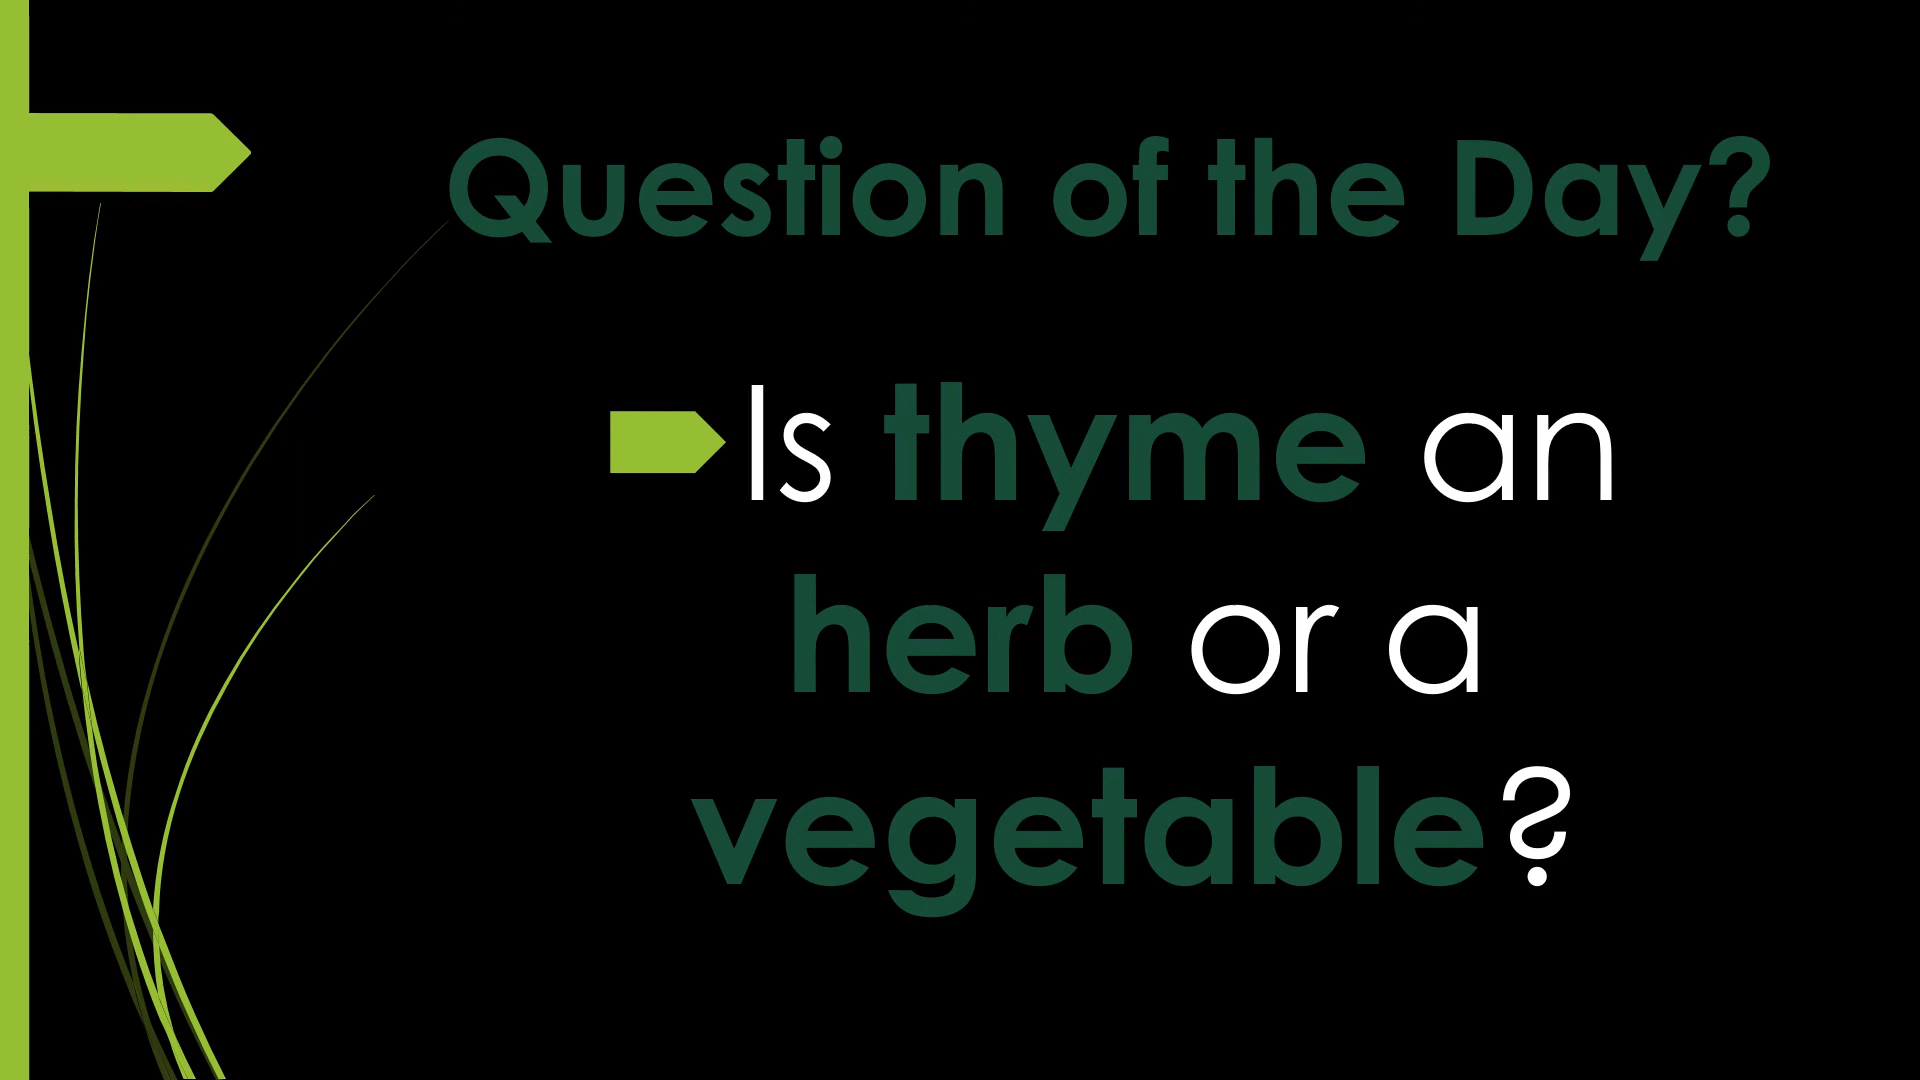 Question of the Day?
Is thyme an
herb or a
vegetable?